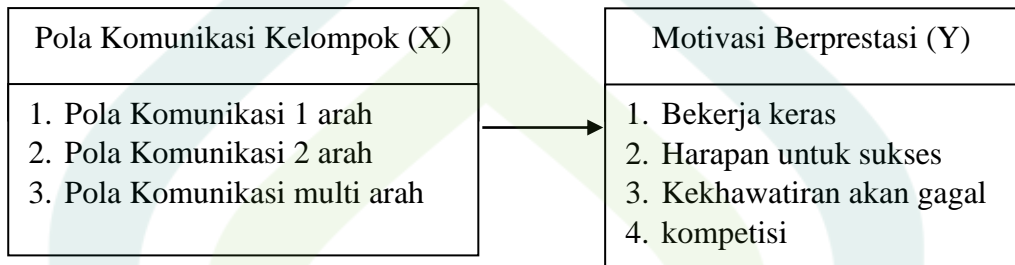 Pola Komunikasi Kelompok (X)
1. Pola Komunikasi 1 arah
2. Pola Komunikasi 2 arah
3. Pola Komunikasi multi arah
Motivasi Berprestasi (Y)
1. Bekerja keras
2. Harapan untuk sukses
3. Kekhawatiran akan gagal
4. kompetisi